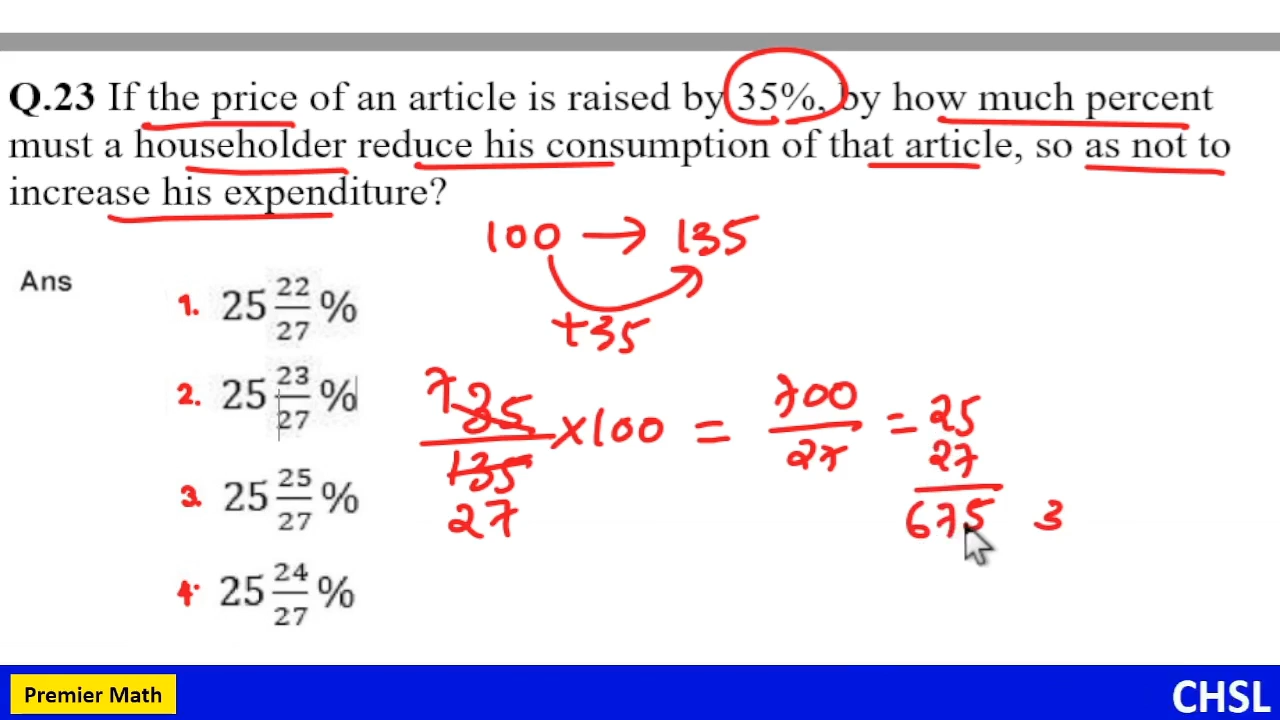 Q.23 If the price of an article is raised by 35%, by how much percent
must a householder reduce his consumption of that article, so as not to
increase his expenditure?
100 → 135
+35
Ans
1. 25 22/27 %
2. 25 23/27 %
3. 25 25/27 %
4. 25 24/27 %
7 35/135 27 ×100 = 700/27 = 25
27
675 3
Premier Math
CHSL